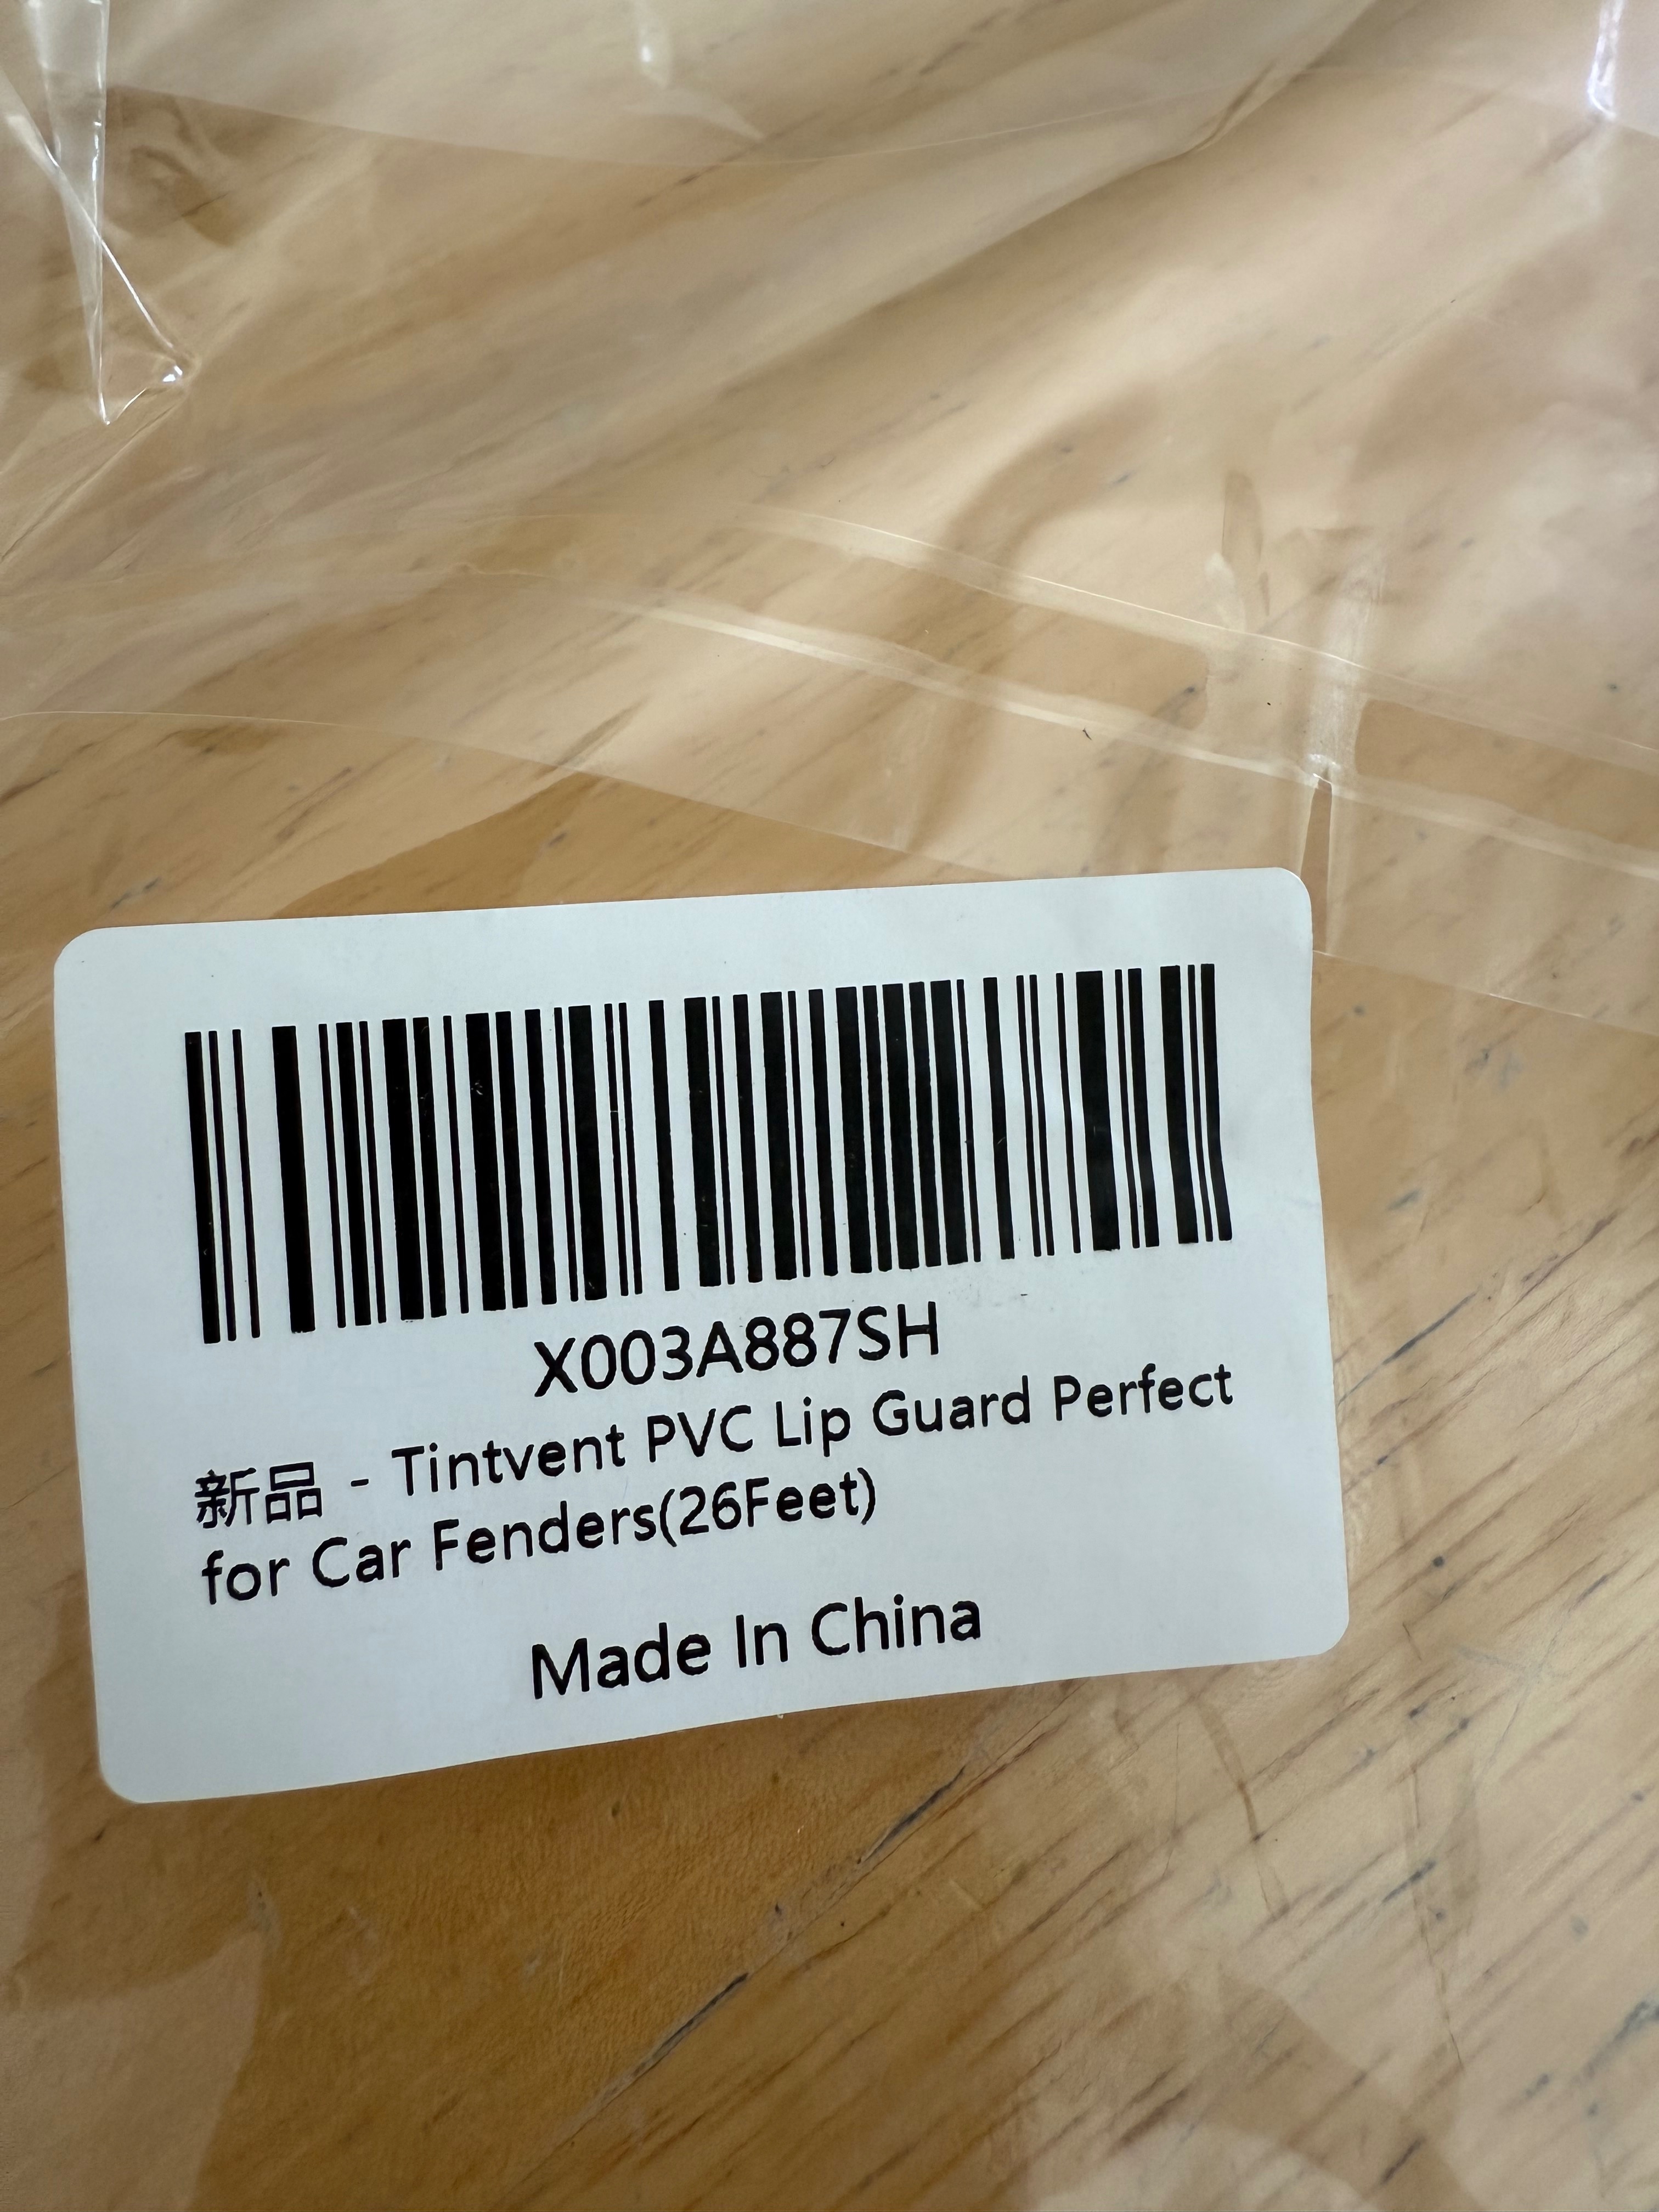 X003A887SH
新品 - Tintvent PVC Lip Guard Perfect
for Car Fenders(26Feet)
Made In China